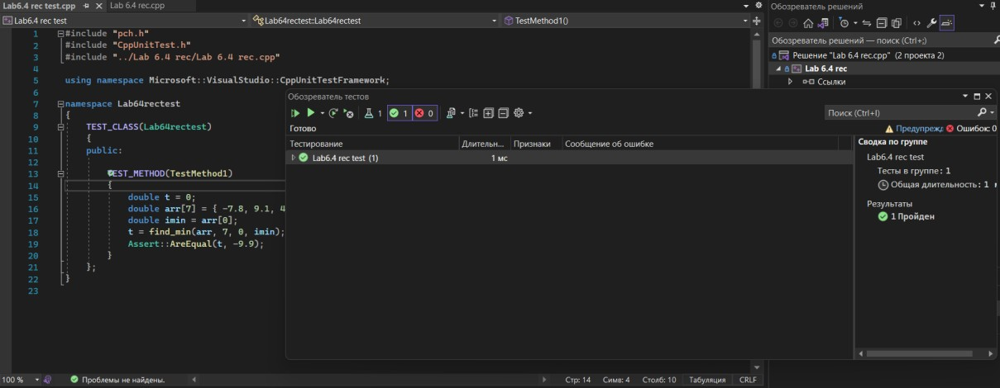 Lab6.4 rec test.cpp
Lab 6.4 rec.cpp
Lab6.4 rec test
Lab64rectest::Lab64rectest
TestMethod1()
1 #include "pch.h"
2 #include "CppUnitTest.h"
3 #include "../Lab 6.4 rec/Lab 6.4 rec.cpp"
4
5 using namespace Microsoft::VisualStudio::CppUnitTestFramework;
6
7 namespace Lab64rectest
8 {
9 TEST_CLASS(Lab64rectest)
10 {
11 public:
12
13 TEST_METHOD(TestMethod1)
14 {
15 double t = 0;
16 double arr[7] = { -7.8, 9.1, 4
17 double imin = arr[0];
18 t = find_min(arr, 7, 0, imin);
19 Assert::AreEqual(t, -9.9);
20 }
21 };
22 }
23
Обозреватель тестов
1 1 0
Поиск (Ctrl+I)
Готово
Предупрежд Ошибок: 0
Тестирование Длительн... Признаки Сообщение об ошибке
Lab6.4 rec test (1) 1 мс
Сводка по группе
Lab6.4 rec test
Тесты в группе: 1
Общая длительность: 1
Результаты
1 Пройден
Обозреватель решений
Обозреватель решений — поиск (Ctrl+;)
Решение "Lab 6.4 rec.cpp" (2 проекта 2)
Lab 6.4 rec
Ссылки
100 %
Проблемы не найдены.
Стр: 14 Симв: 4 Столб: 10 Табуляция CRLF